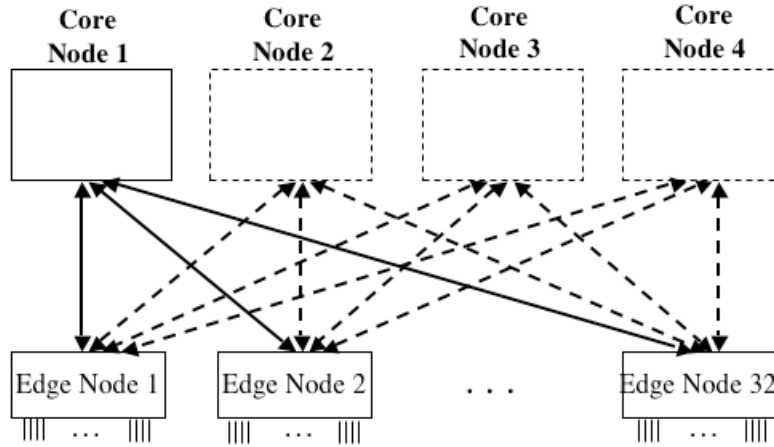 Core Node 1
Core Node 2
Core Node 3
Core Node 4
Edge Node 1
Edge Node 2
. . .
Edge Node 32
...
...
...
...
...
...